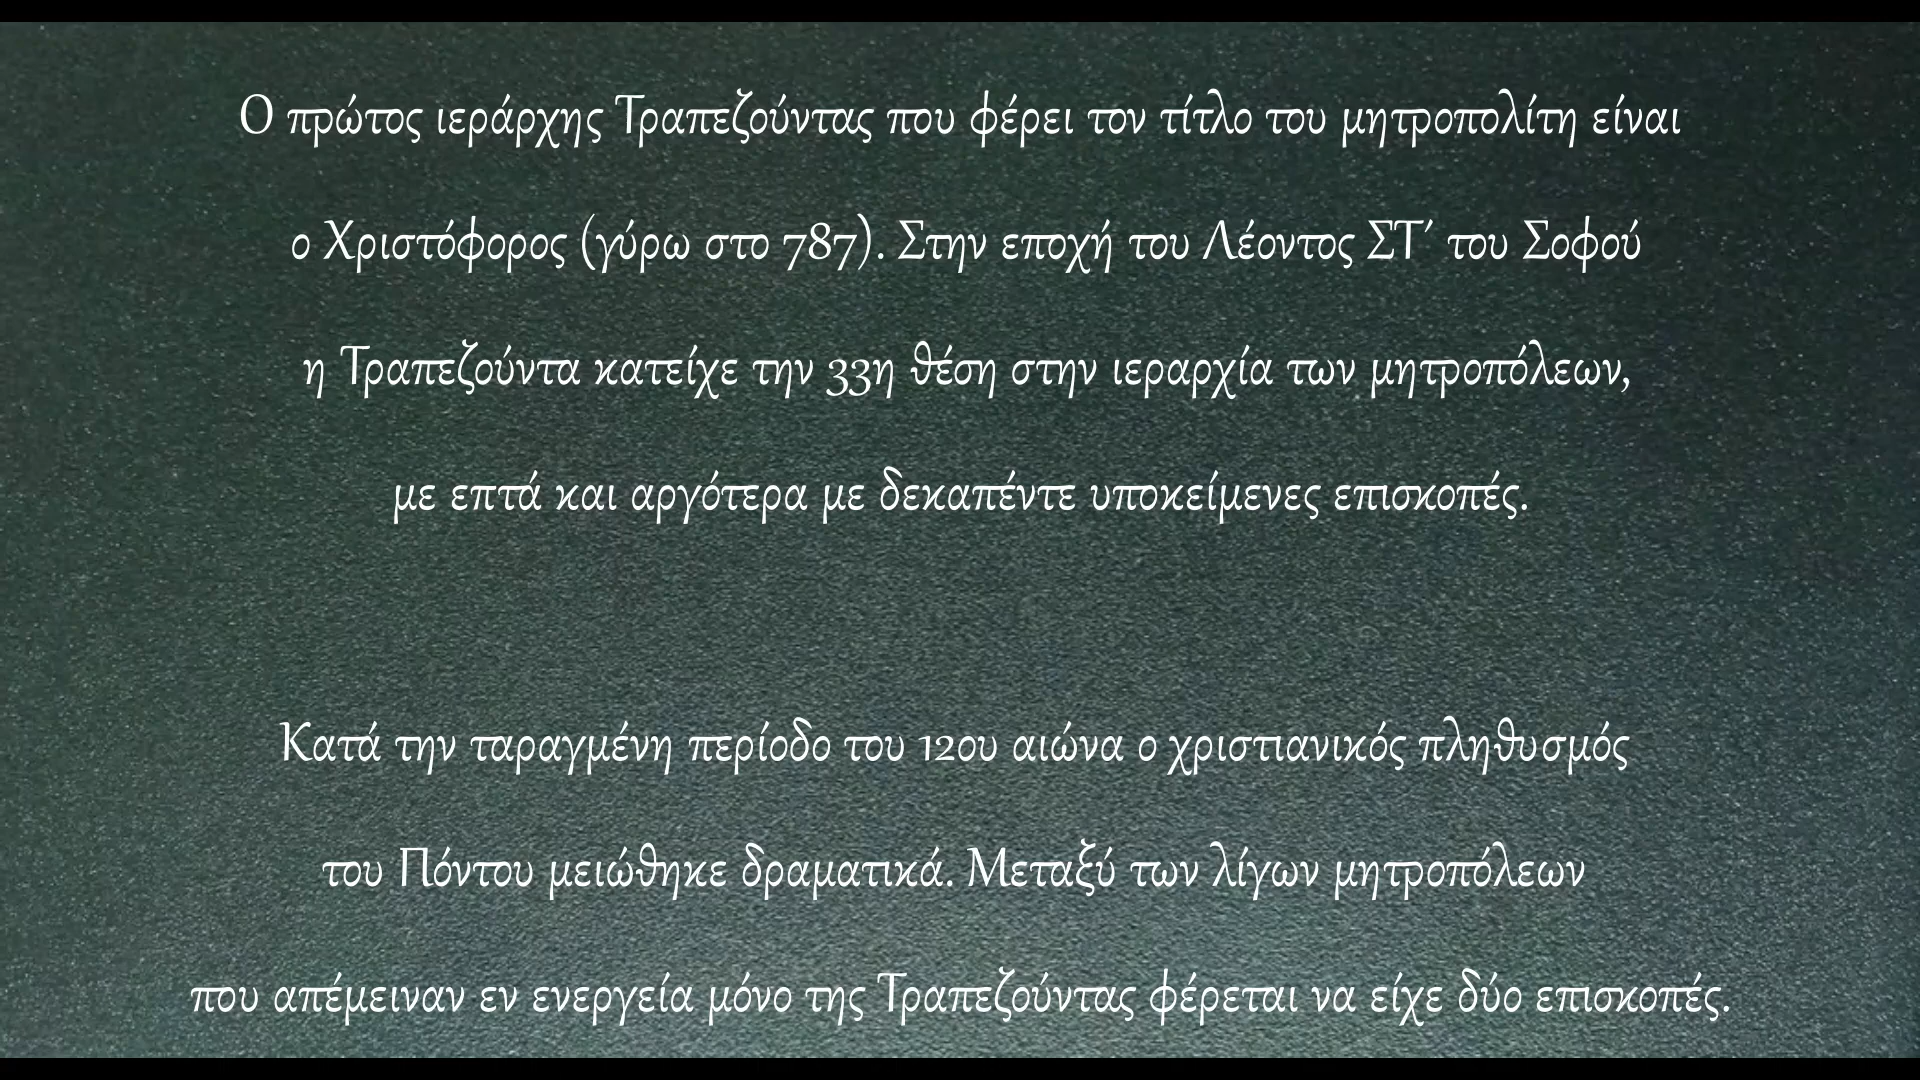 Ο πρώτος ιεράρχης Τραπεζούντας που φέρει τον τίτλο του μητροπολίτη είναι
ο Χριστόφορος (γύρω στο 787). Στην εποχή του Λέοντος ΣΤ΄ του Σοφού
η Τραπεζούντα κατείχε την 33η θέση στην ιεραρχία των μητροπόλεων,
με επτά και αργότερα με δεκαπέντε υποκείμενες επισκοπές.
Κατά την ταραγμένη περίοδο του 12ου αιώνα ο χριστιανικός πληθυσμός
του Πόντου μειώθηκε δραματικά. Μεταξύ των λίγων μητροπόλεων
που απέμειναν εν ενεργεία μόνο της Τραπεζούντας φέρεται να είχε δύο επισκοπές.